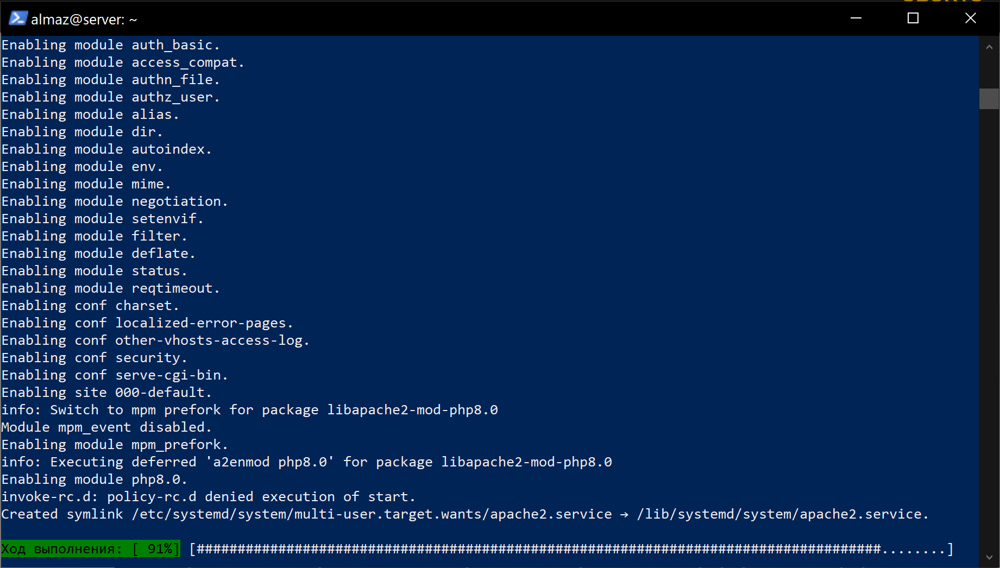 almaz@server: ~
Enabling module auth_basic.
Enabling module access_compat.
Enabling module authn_file.
Enabling module authz_user.
Enabling module alias.
Enabling module dir.
Enabling module autoindex.
Enabling module env.
Enabling module mime.
Enabling module negotiation.
Enabling module setenvif.
Enabling module filter.
Enabling module deflate.
Enabling module status.
Enabling module reqtimeout.
Enabling conf charset.
Enabling conf localized-error-pages.
Enabling conf other-vhosts-access-log.
Enabling conf security.
Enabling conf serve-cgi-bin.
Enabling site 000-default.
info: Switch to mpm prefork for package libapache2-mod-php8.0
Module mpm_event disabled.
Enabling module mpm_prefork.
info: Executing deferred 'a2enmod php8.0' for package libapache2-mod-php8.0
Enabling module php8.0.
invoke-rc.d: policy-rc.d denied execution of start.
Created symlink /etc/systemd/system/multi-user.target.wants/apache2.service → /lib/systemd/system/apache2.service.
Ход выполнения: [ 91%] [####################################################################################........]